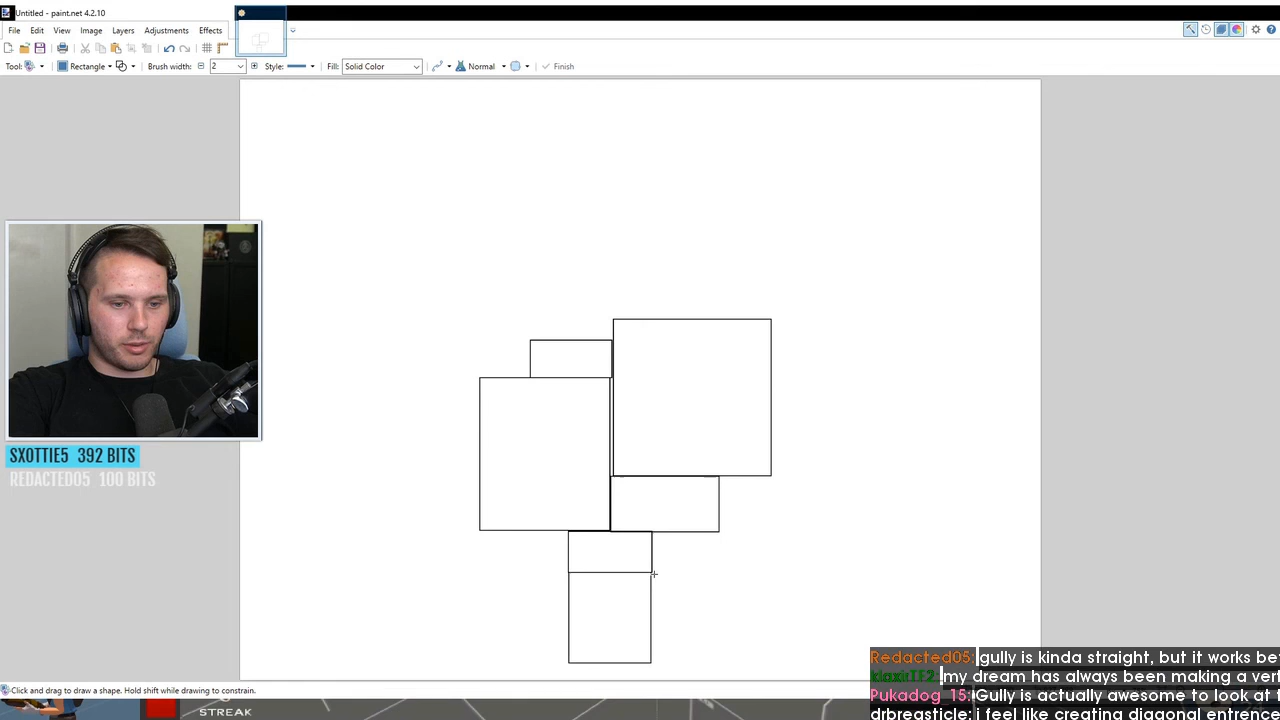 Untitled - paint.net 4.2.10
File Edit View Image Layers Adjustments Effects
Tool: Rectangle Brush width: 2 Style: Fill: Solid Color Normal Finish
SXOTTIE5 392 BITS
REDACTED05 100 BITS
Redacted05: gully is kinda straight, but it works be
klaxirTF2: my dream has always been making a ver
Pukadog_15: Gully is actually awesome to look at
drbreasticle: i feel like creating diagonal entrence
Click and drag to draw a shape. Hold shift while drawing to constrain.
STREAK